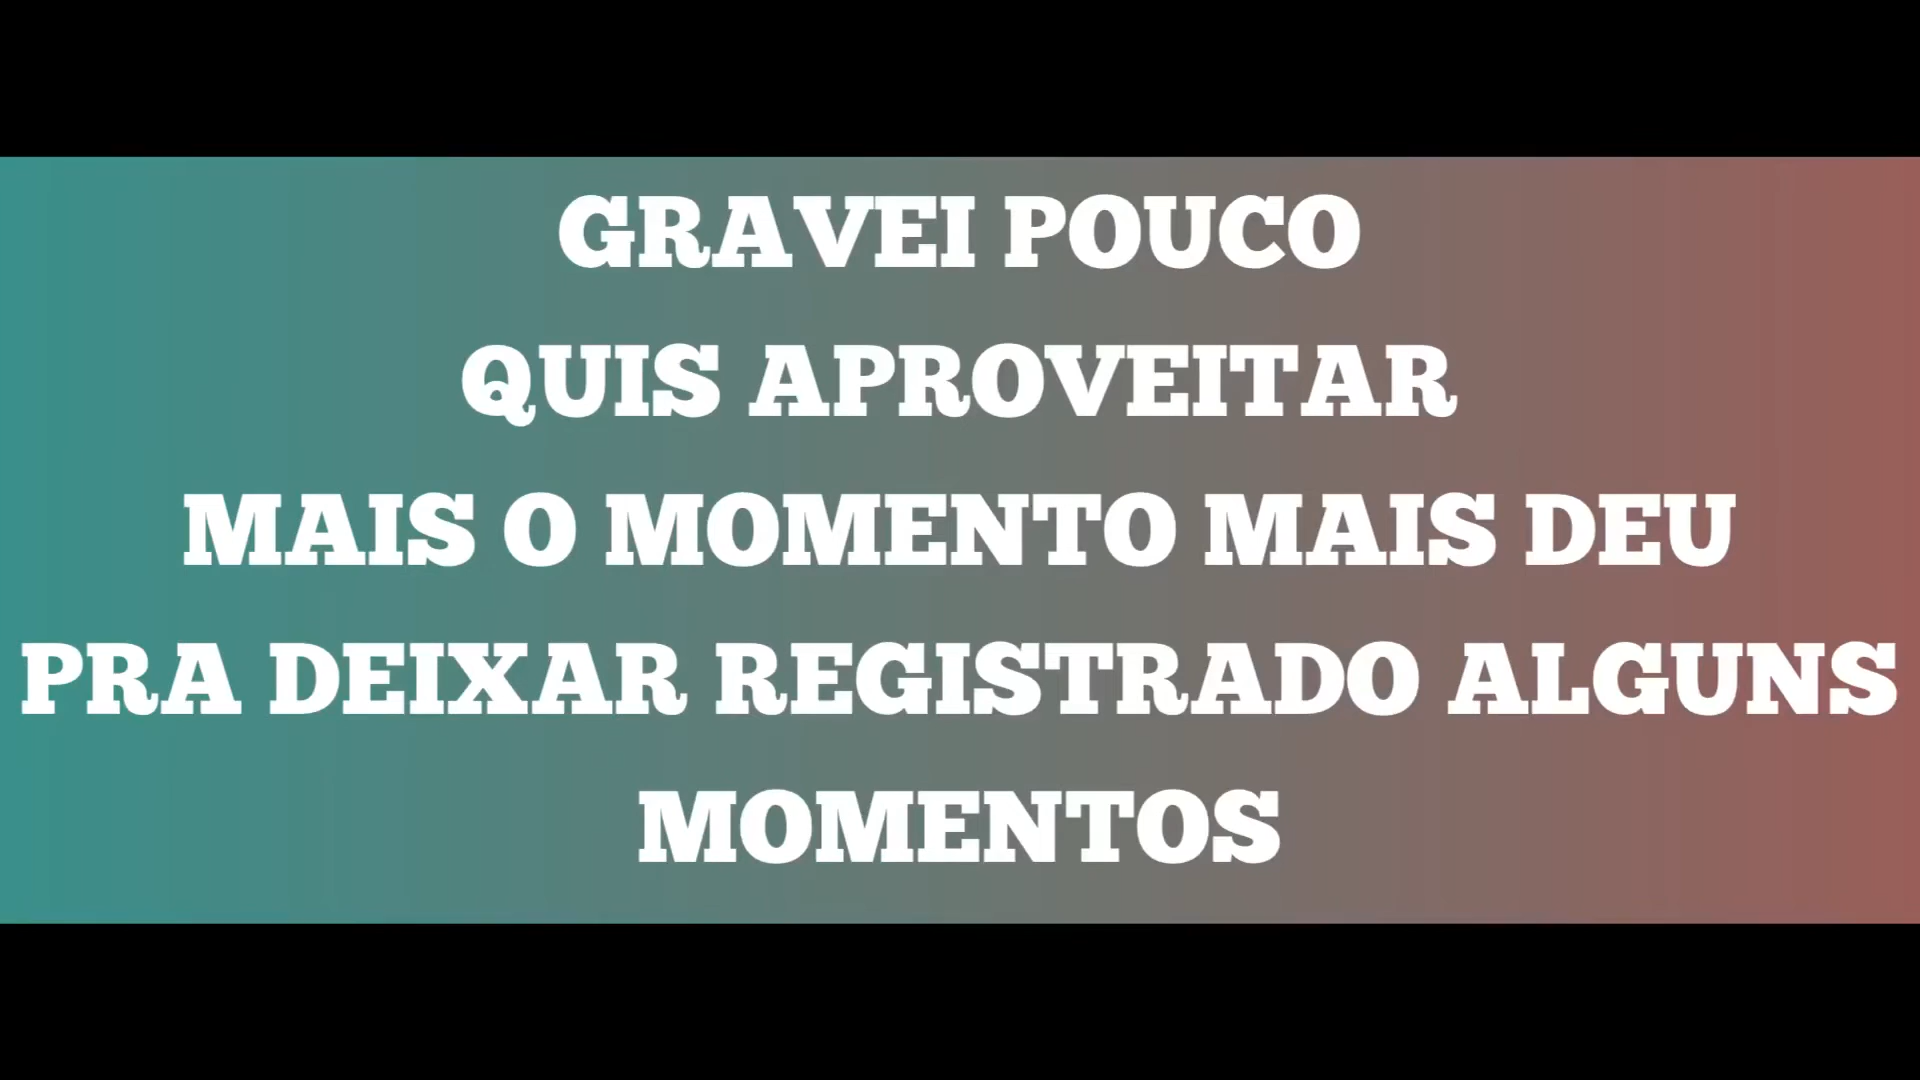 GRAVEI POUCO
QUIS APROVEITAR
MAIS O MOMENTO MAIS DEU
PRA DEIXAR REGISTRADO ALGUNS
MOMENTOS